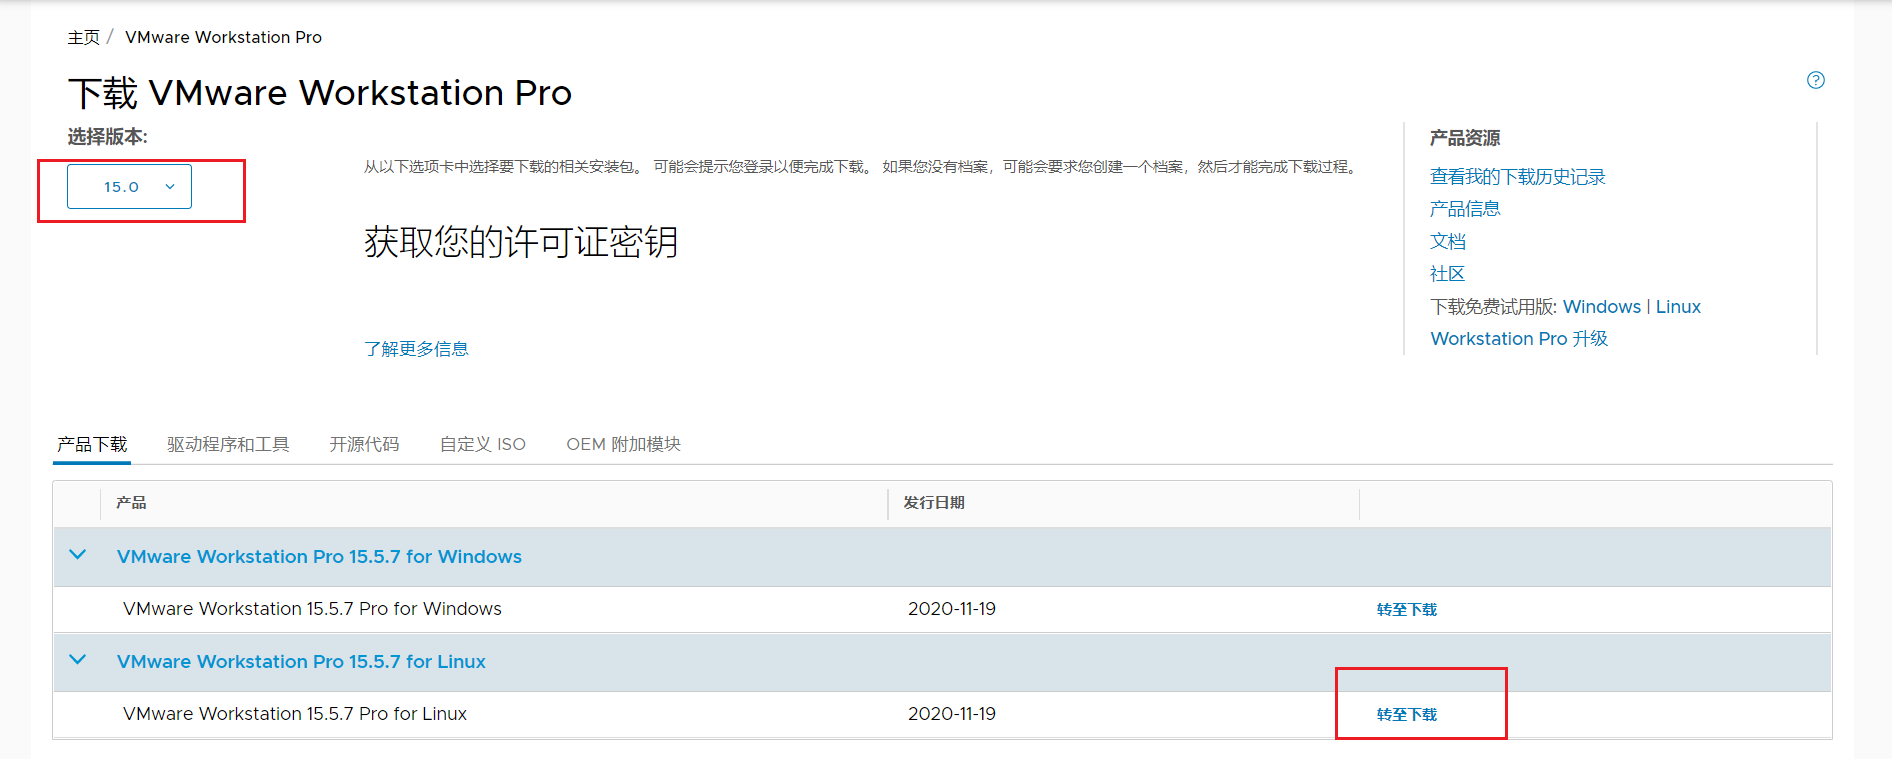 主页 / VMware Workstation Pro
下载 VMware Workstation Pro
选择版本:
15.0
从以下选项卡中选择要下载的相关安装包。 可能会提示您登录以便完成下载。 如果您没有档案，可能会要求您创建一个档案，然后才能完成下载过程。
获取您的许可证密钥
了解更多信息
产品资源
查看我的下载历史记录
产品信息
文档
社区
下载免费试用版: Windows | Linux
Workstation Pro 升级
产品下载 驱动程序和工具 开源代码 自定义 ISO OEM 附加模块
产品 发行日期
VMware Workstation Pro 15.5.7 for Windows
VMware Workstation 15.5.7 Pro for Windows 2020-11-19 转至下载
VMware Workstation Pro 15.5.7 for Linux
VMware Workstation 15.5.7 Pro for Linux 2020-11-19 转至下载